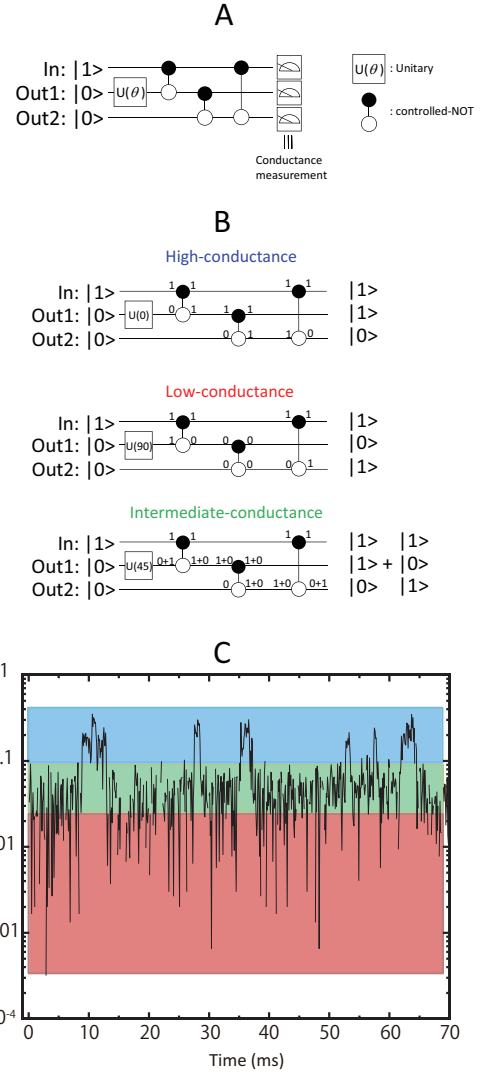 A
In: |1>
Out1: |0> U(θ)
Out2: |0>
Conductance
measurement
U(θ) : Unitary
: controlled-NOT
B
High-conductance
In: |1> 1 1 1 1 |1>
Out1: |0> U(0) 0 1 1 1 |1>
Out2: |0> 0 1 1 0 |0>
Low-conductance
In: |1> 1 1 1 1 |1>
Out1: |0> U(90) 1 0 0 0 |0>
Out2: |0> 0 0 0 1 |1>
Intermediate-conductance
In: |1> 1 1 1 1 |1> |1>
Out1: |0> U(45) 0+1 1+0 1+0 1+0 |1> + |0>
Out2: |0> 0 1+0 1+0 0+1 |0> |1>
C
1
.1
01
01
0-4
0 10 20 30 40 50 60 70
Time (ms)